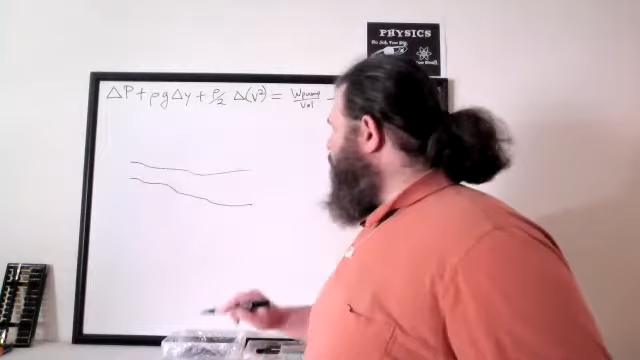 PHYSICS
ΔP + ρgΔy + ρ/2 Δ(v²) = Wpump/Vol -